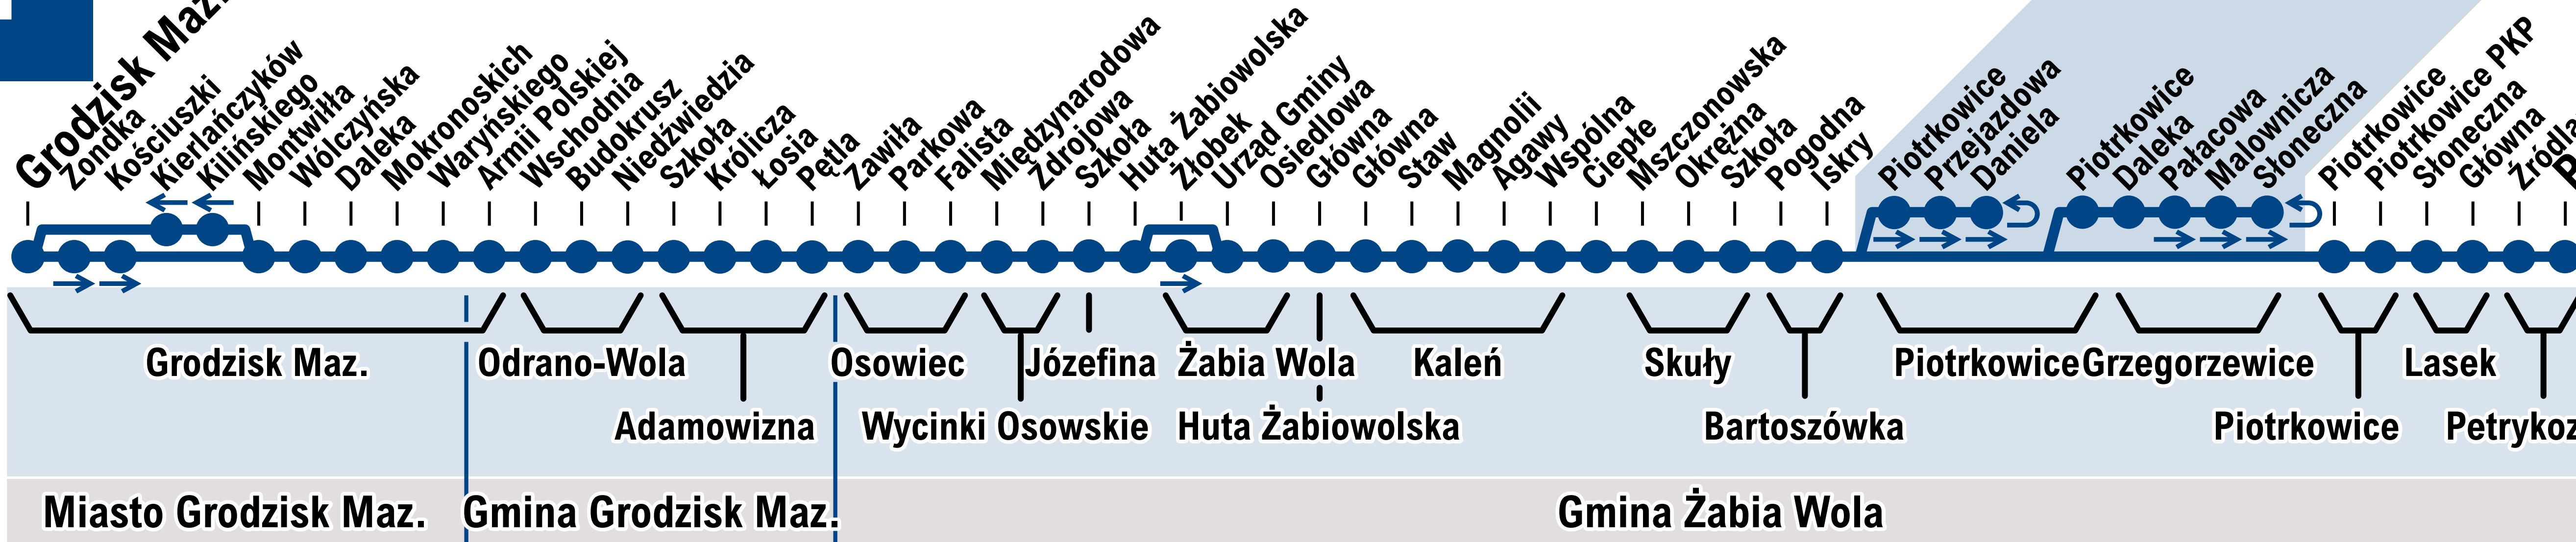 Grodzisk Maz.
Żondka
Kościuszki
Kierlańczyków
Kilińskiego
Montwiłła
Wólczyńska
Daleka
Mokronoskich
Waryńskiego
Armii Polskiej
Wschodnia
Budokrusz
Niedźwiedzia
Szkoła
Królicza
Łosia
Pętla
Zawiła
Parkowa
Falista
Międzynarodowa
Zdrojowa
Szkoła
Huta Żabiowolska
Żłobek
Urząd Gminy
Osiedlowa
Główna
Główna
Staw
Magnolii
Agawy
Wspólna
Ciepłe
Mszczonowska
Okrężna
Szkoła
Pogodna
Iskry
Piotrkowice
Przejazdowa
Daniela
Piotrkowice
Daleka
Pałacowa
Malownicza
Słoneczna
Piotrkowice
Piotrkowice PKP
Słoneczna
Główna
Grodzisk Maz.
Odrano-Wola
Osowiec
Józefina
Żabia Wola
Kaleń
Skuły
Piotrkowice
Grzegorzewice
Lasek
Adamowizna
Wycinki Osowskie
Huta Żabiowolska
Bartoszówka
Piotrkowice
Miasto Grodzisk Maz.
Gmina Grodzisk Maz.
Gmina Żabia Wola